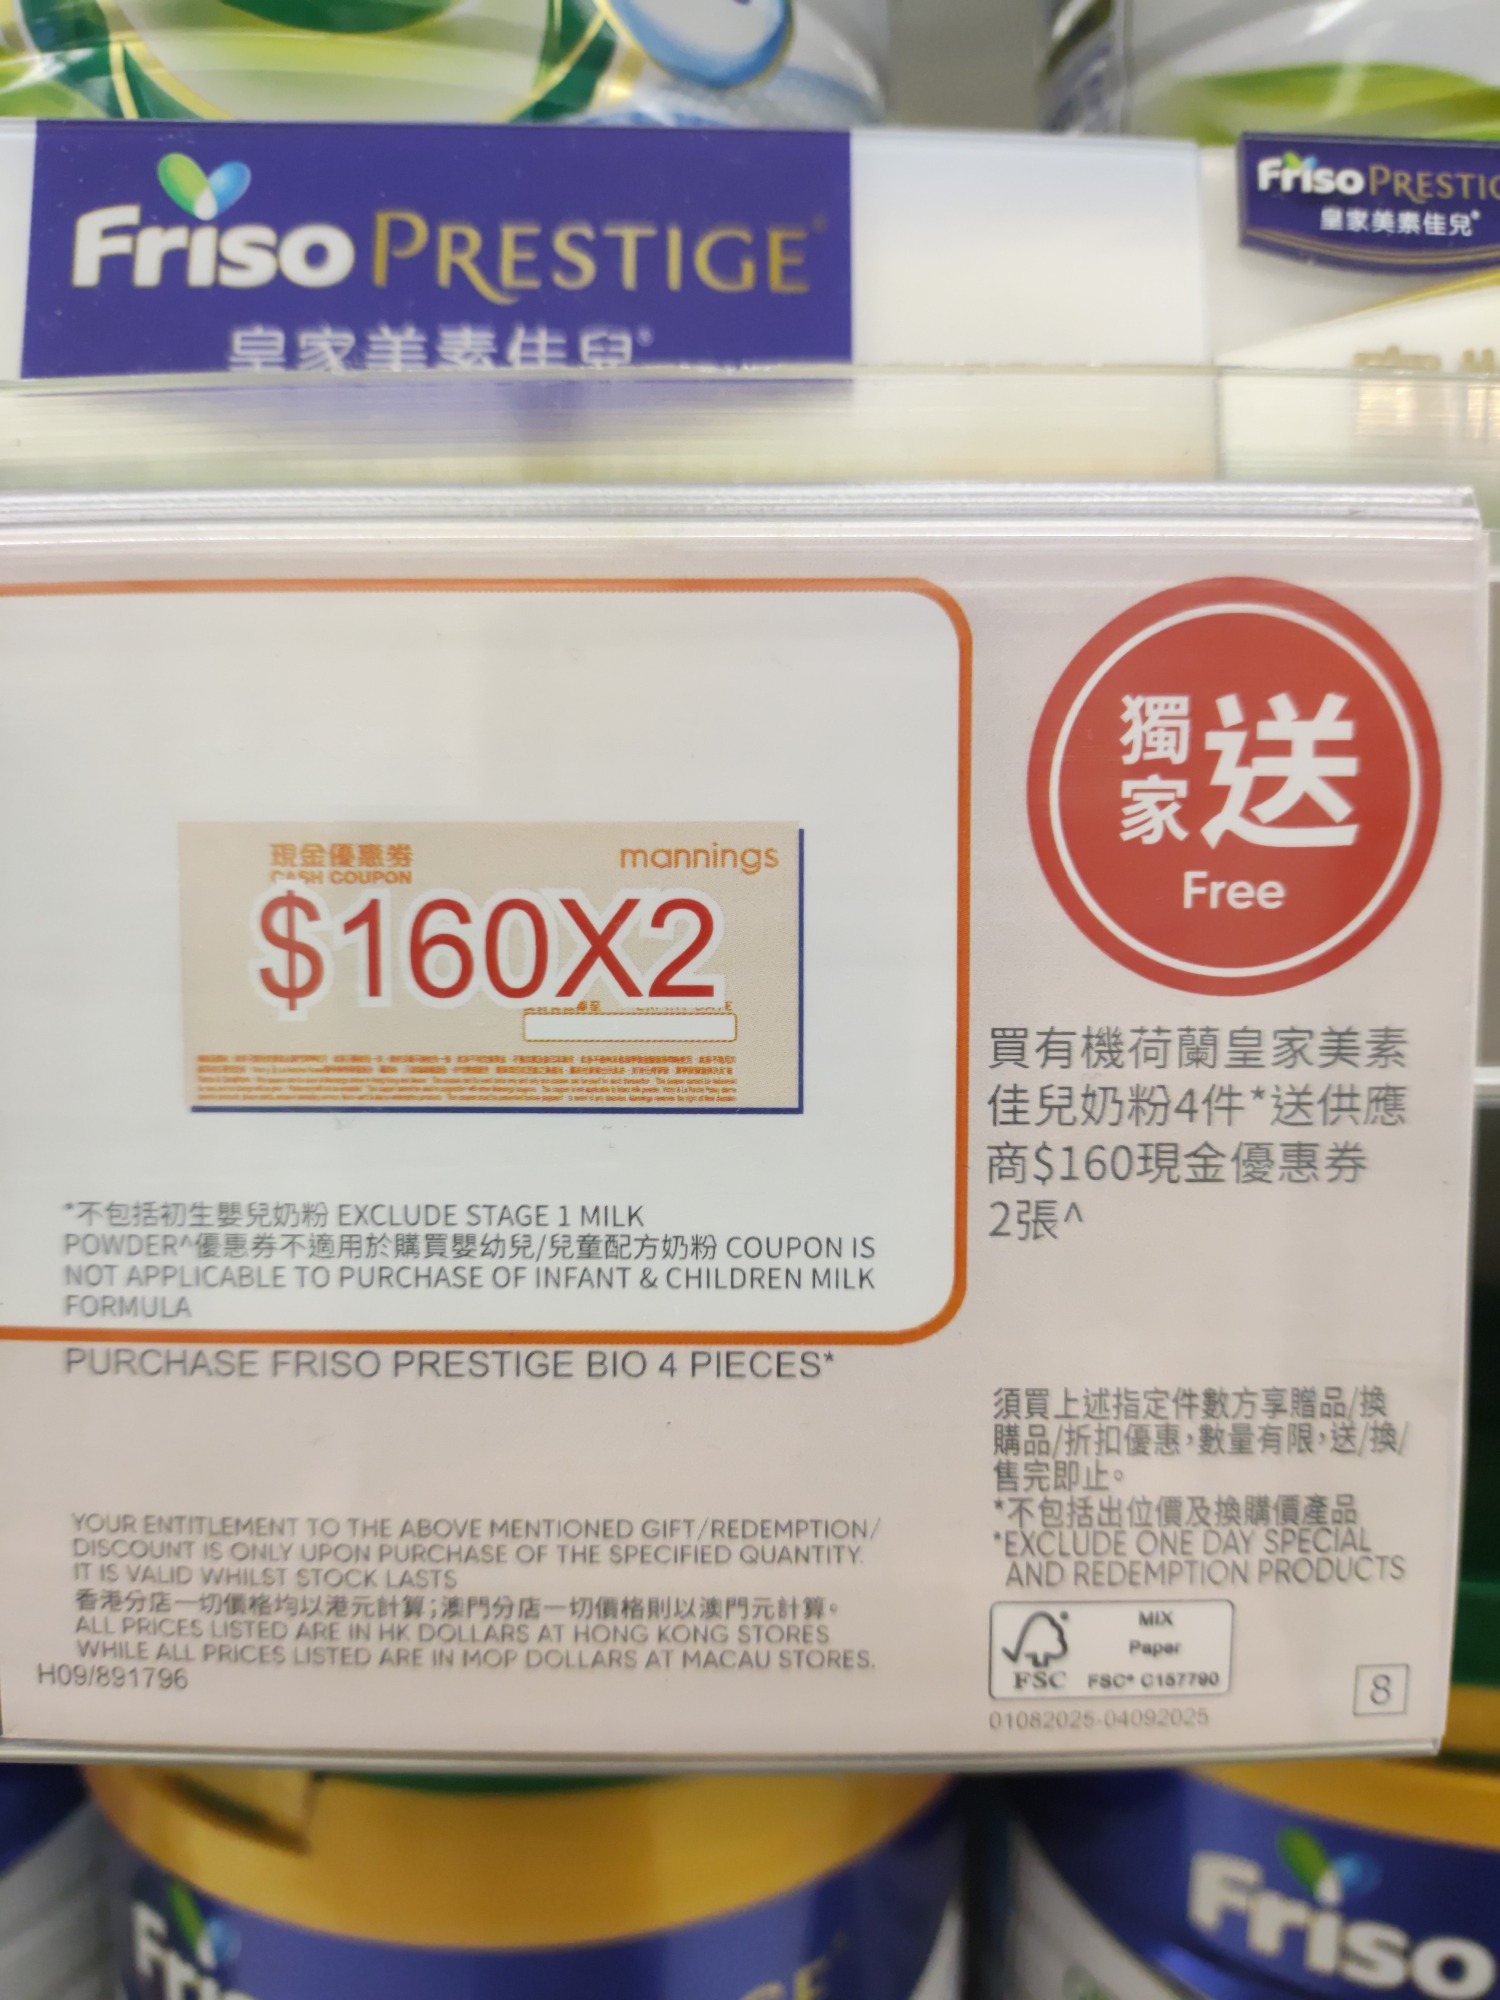 Friso PRESTIGE
皇家美素佳兒
Friso PRESTIG
皇家美素佳兒
現金優惠券
CASH COUPON
mannings
$160X2
獨家
送
Free
買有機荷蘭皇家美素
佳兒奶粉4件*送供應
商$160現金優惠券
2張^
*不包括初生嬰兒奶粉 EXCLUDE STAGE 1 MILK
POWDER^優惠券不適用於購買嬰幼兒/兒童配方奶粉 COUPON IS
NOT APPLICABLE TO PURCHASE OF INFANT & CHILDREN MILK
FORMULA
PURCHASE FRISO PRESTIGE BIO 4 PIECES*
須買上述指定件數方享贈品/換
購品/折扣優惠，數量有限，送/換/
售完即止。
*不包括出位價及換購價產品
*EXCLUDE ONE DAY SPECIAL
AND REDEMPTION PRODUCTS
YOUR ENTITLEMENT TO THE ABOVE MENTIONED GIFT/REDEMPTION/
DISCOUNT IS ONLY UPON PURCHASE OF THE SPECIFIED QUANTITY.
IT IS VALID WHILST STOCK LASTS
香港分店一切價格均以港元計算；澳門分店一切價格則以澳門元計算。
ALL PRICES LISTED ARE IN HK DOLLARS AT HONG KONG STORES
WHILE ALL PRICES LISTED ARE IN MOP DOLLARS AT MACAU STORES.
H09/891796
FSC
MIX
Paper
FSC® C157790
01082025-04092025
8
Friso